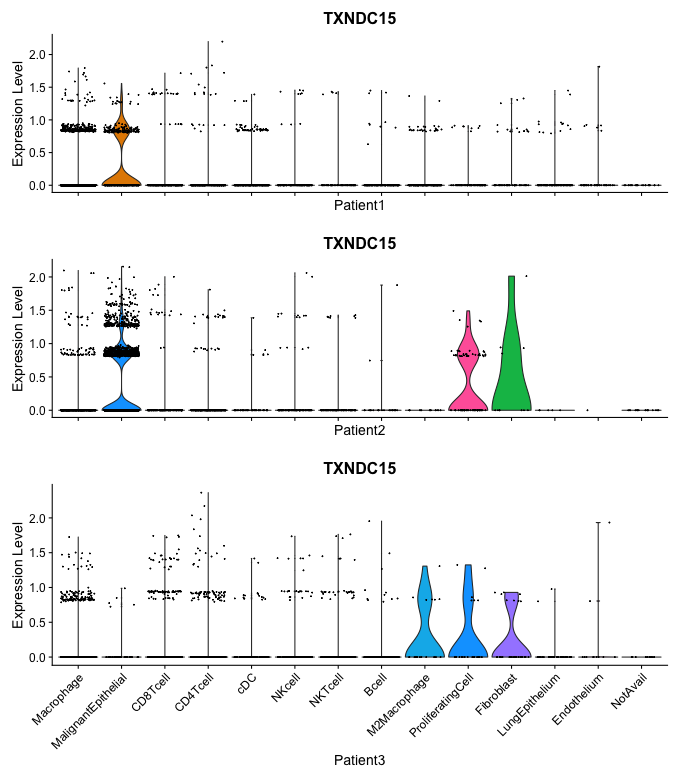 TXNDC15
Expression Level
2.0
1.5
1.0
0.5
0.0
Patient1
TXNDC15
Expression Level
2.0
1.5
1.0
0.5
0.0
Patient2
TXNDC15
Expression Level
2.0
1.5
1.0
0.5
0.0
Macrophage
MalignantEpithelial
CD8Tcell
CD4Tcell
cDC
NKcell
NKTcell
Bcell
M2Macrophage
ProliferatingCell
Fibroblast
LungEpithelium
Endothelium
NotAvail
Patient3